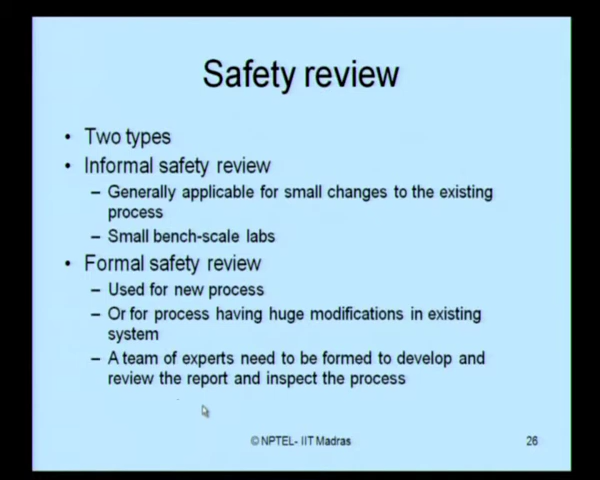 Safety review
• Two types
• Informal safety review
– Generally applicable for small changes to the existing
process
– Small bench-scale labs
• Formal safety review
– Used for new process
– Or for process having huge modifications in existing
system
– A team of experts need to be formed to develop and
review the report and inspect the process
© NPTEL- IIT Madras
26